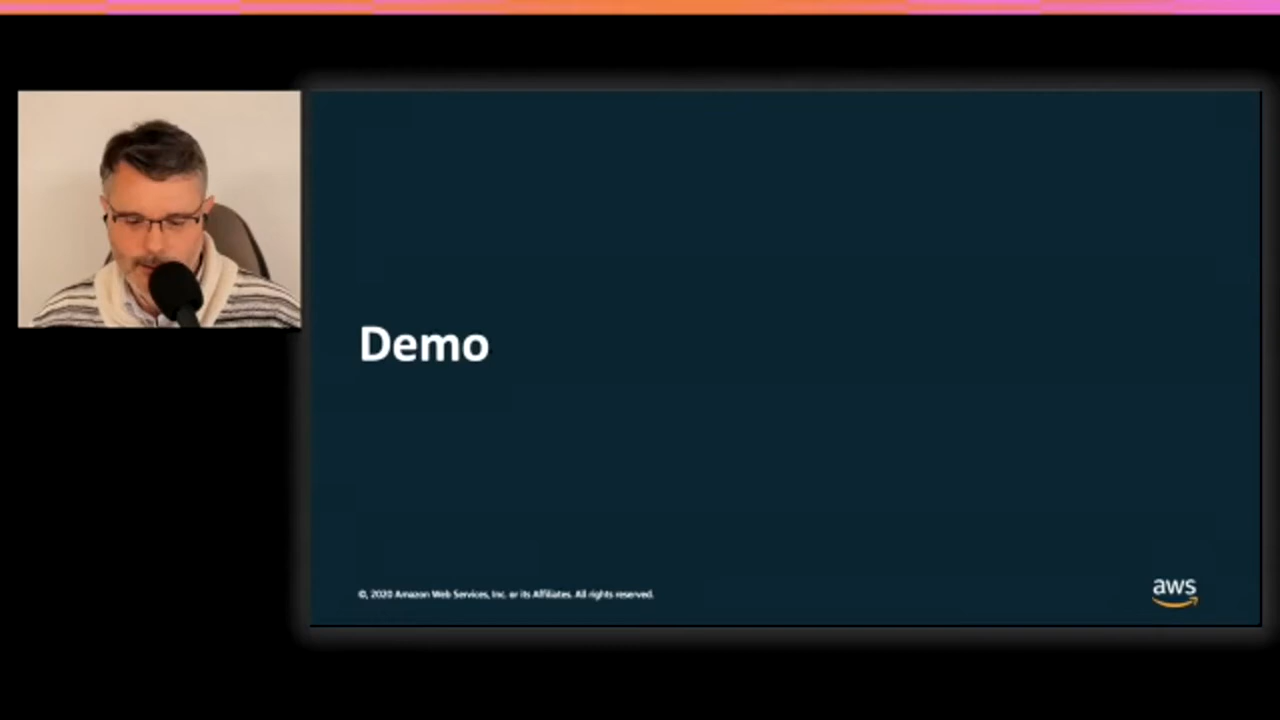 Demo
©, 2020 Amazon Web Services, Inc. or its Affiliates. All rights reserved.
aws